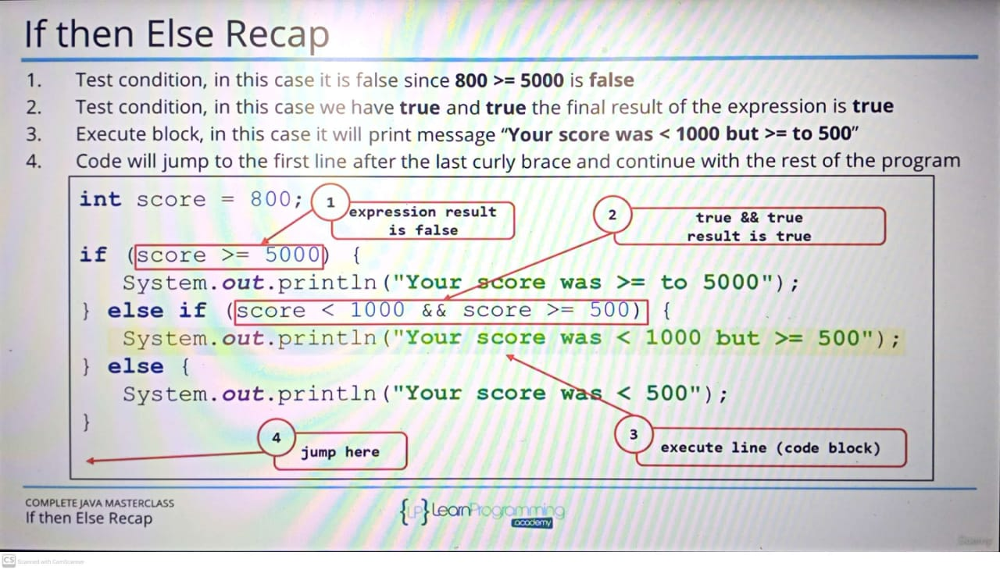 If then Else Recap
1. Test condition, in this case it is false since 800 >= 5000 is false
2. Test condition, in this case we have true and true the final result of the expression is true
3. Execute block, in this case it will print message “Your score was < 1000 but >= to 500”
4. Code will jump to the first line after the last curly brace and continue with the rest of the program
int score = 800;
1
expression result
is false
2
true && true
result is true
if (score >= 5000) {
System.out.println("Your score was >= to 5000");
} else if (score < 1000 && score >= 500) {
System.out.println("Your score was < 1000 but >= 500");
} else {
System.out.println("Your score was < 500");
}
4
jump here
3
execute line (code block)
COMPLETE JAVA MASTERCLASS
If then Else Recap
{LP} LearnProgramming
academy
CS Scanned with CamScanner